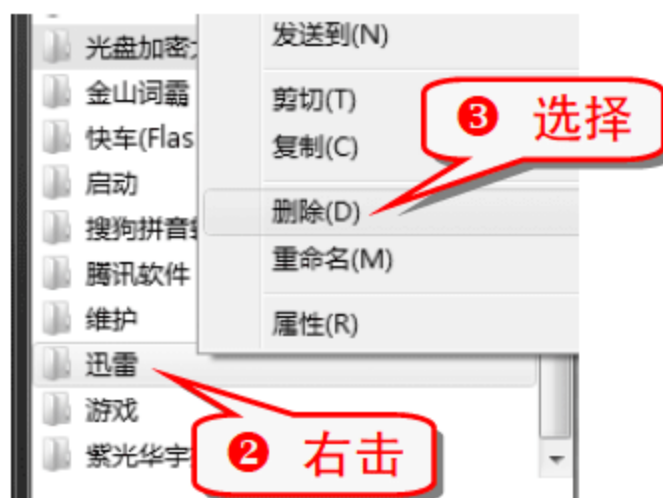 光盘加密
金山词霸
快车(Flas
启动
搜狗拼音
腾讯软件
维护
迅雷
游戏
紫光华宇
发送到(N)
剪切(T)
复制(C)
删除(D)
重命名(M)
属性(R)
❸ 选择
❷ 右击